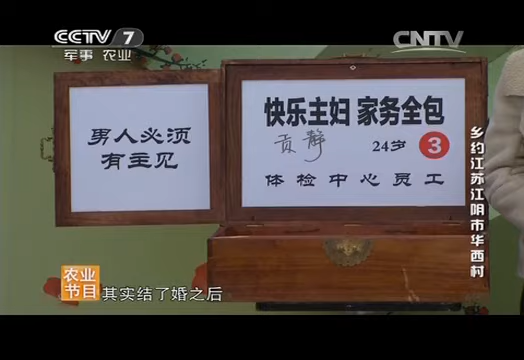 CCTV 7
军事 农业
CNTV
男人必须
有主见
快乐主妇 家务全包
贡静
24岁 3
体检中心员工
乡约江苏江阴市华西村
农业
节目
其实结了婚之后